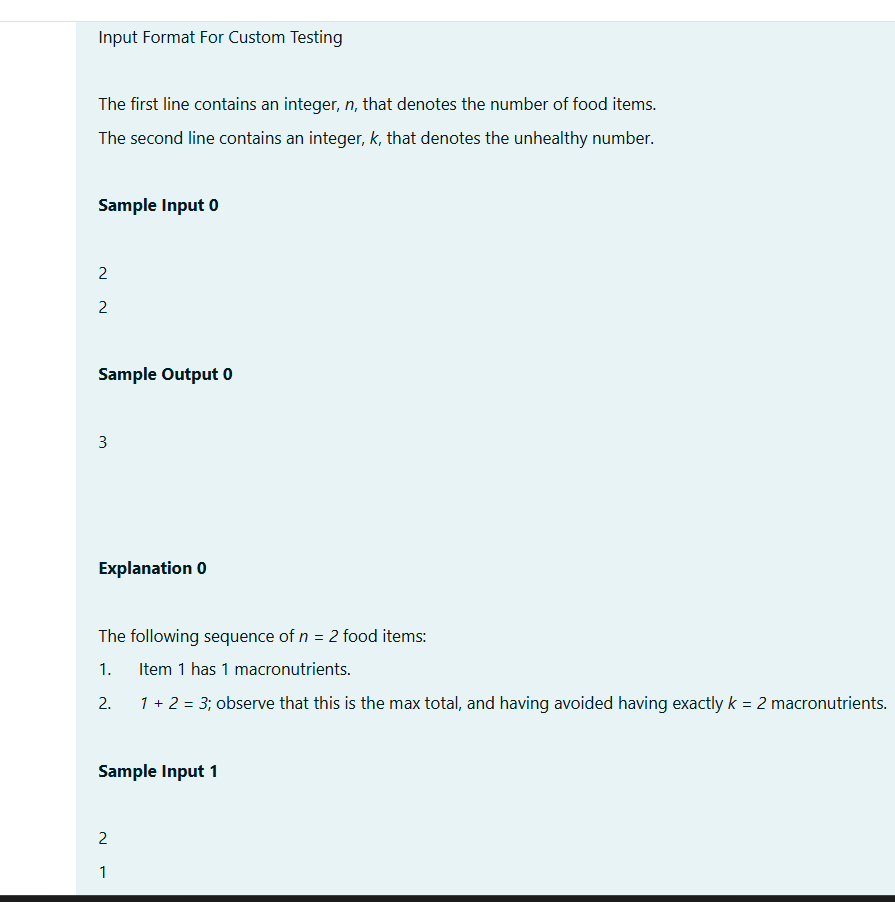 Input Format For Custom Testing
The first line contains an integer, n, that denotes the number of food items.
The second line contains an integer, k, that denotes the unhealthy number.
Sample Input 0
2
2
Sample Output 0
3
Explanation 0
The following sequence of n = 2 food items:
1. Item 1 has 1 macronutrients.
2. 1 + 2 = 3; observe that this is the max total, and having avoided having exactly k = 2 macronutrients.
Sample Input 1
2
1